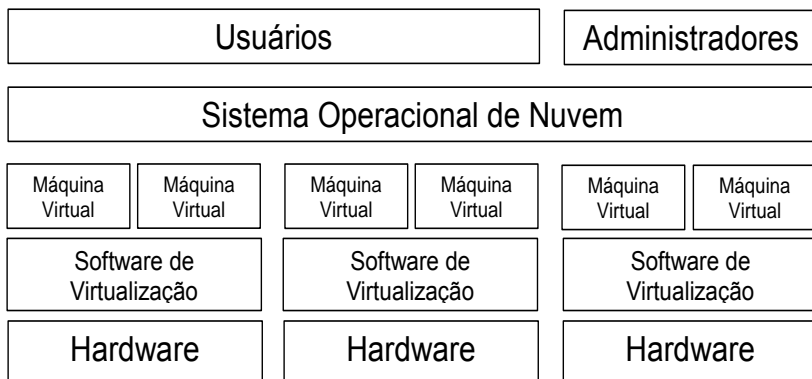 Usuários
Administradores
Sistema Operacional de Nuvem
Máquina
Virtual
Máquina
Virtual
Máquina
Virtual
Máquina
Virtual
Máquina
Virtual
Máquina
Virtual
Software de
Virtualização
Software de
Virtualização
Software de
Virtualização
Hardware
Hardware
Hardware